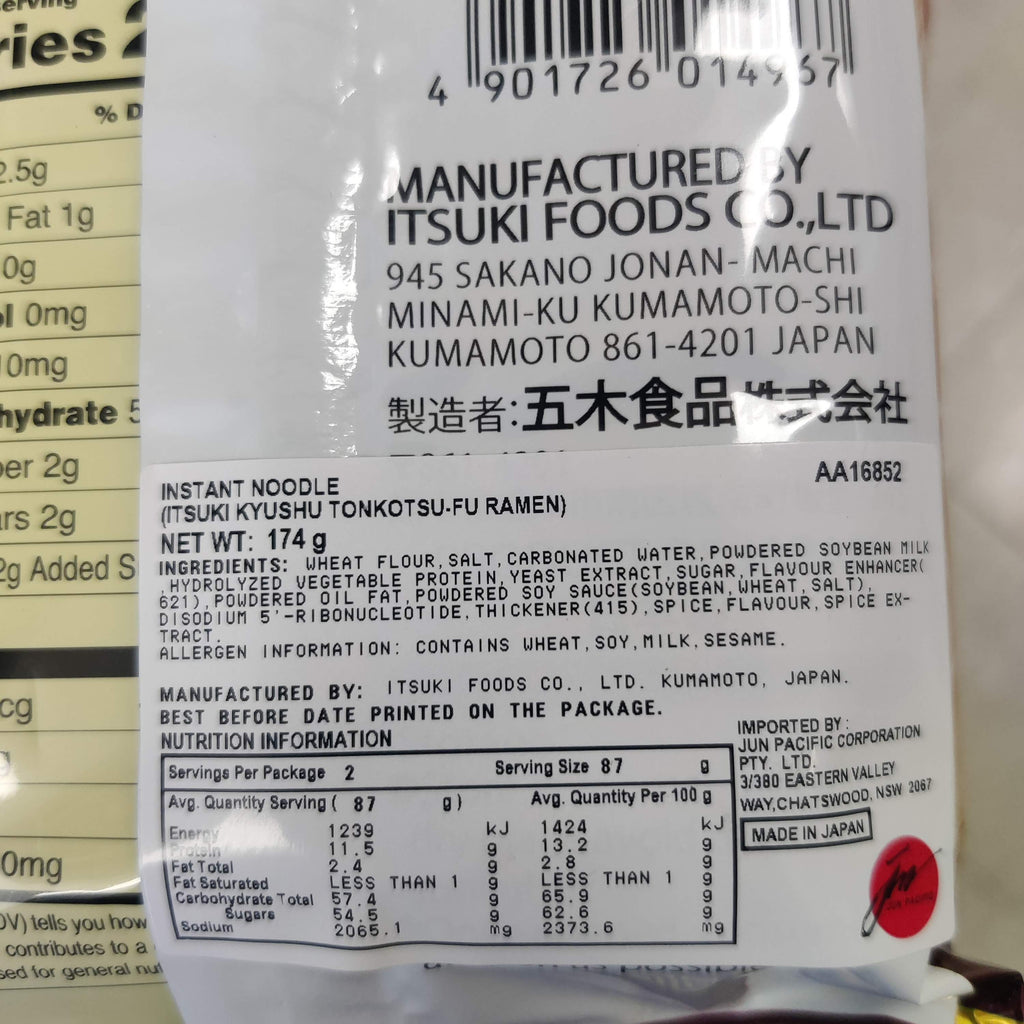 % D
2.5g
Fat 1g
0g
0mg
0mg
hydrate 5
2g
2g
2g Added S
0mg
tells you how
contributes to a
sed for general nut
4 901726 014967
MANUFACTURED BY
ITSUKI FOODS CO.,LTD
945 SAKANO JONAN-MACHI
MINAMI-KU KUMAMOTO-SHI
KUMAMOTO 861-4201 JAPAN
製造者:五木食品株式会社
AA16852
INSTANT NOODLE
(ITSUKI KYUSHU TONKOTSU-FU RAMEN)
NET WT: 174 g
INGREDIENTS: WHEAT FLOUR, SALT, CARBONATED WATER, POWDERED SOYBEAN MILK
, HYDROLYZED VEGETABLE PROTEIN, YEAST EXTRACT, SUGAR, FLAVOUR ENHANCER(
621), POWDERED OIL FAT, POWDERED SOY SAUCE(SOYBEAN, WHEAT, SALT),
DISODIUM 5'-RIBONUCLEOTIDE, THICKENER(415), SPICE, FLAVOUR, SPICE EX-
TRACT.
ALLERGEN INFORMATION: CONTAINS WHEAT, SOY, MILK, SESAME.
MANUFACTURED BY: ITSUKI FOODS CO., LTD. KUMAMOTO, JAPAN.
BEST BEFORE DATE PRINTED ON THE PACKAGE.
NUTRITION INFORMATION
Servings Per Package 2 Serving Size 87 g
Avg. Quantity Serving ( 87 g ) Avg. Quantity Per 100 g
Energy 1239 kJ 1424 kJ
Protein 11.5 g 13.2 g
Fat Total 2.4 g 2.8 g
Fat Saturated LESS THAN 1 g LESS THAN 1 g
Carbohydrate Total 57.4 g 65.9 g
Sugars 54.5 g 62.6 g
Sodium 2065.1 mg 2373.6 mg
IMPORTED BY:
JUN PACIFIC CORPORATION
PTY. LTD.
3/380 EASTERN VALLEY
WAY, CHATSWOOD, NSW 2067
MADE IN JAPAN
JUN PACIFIC